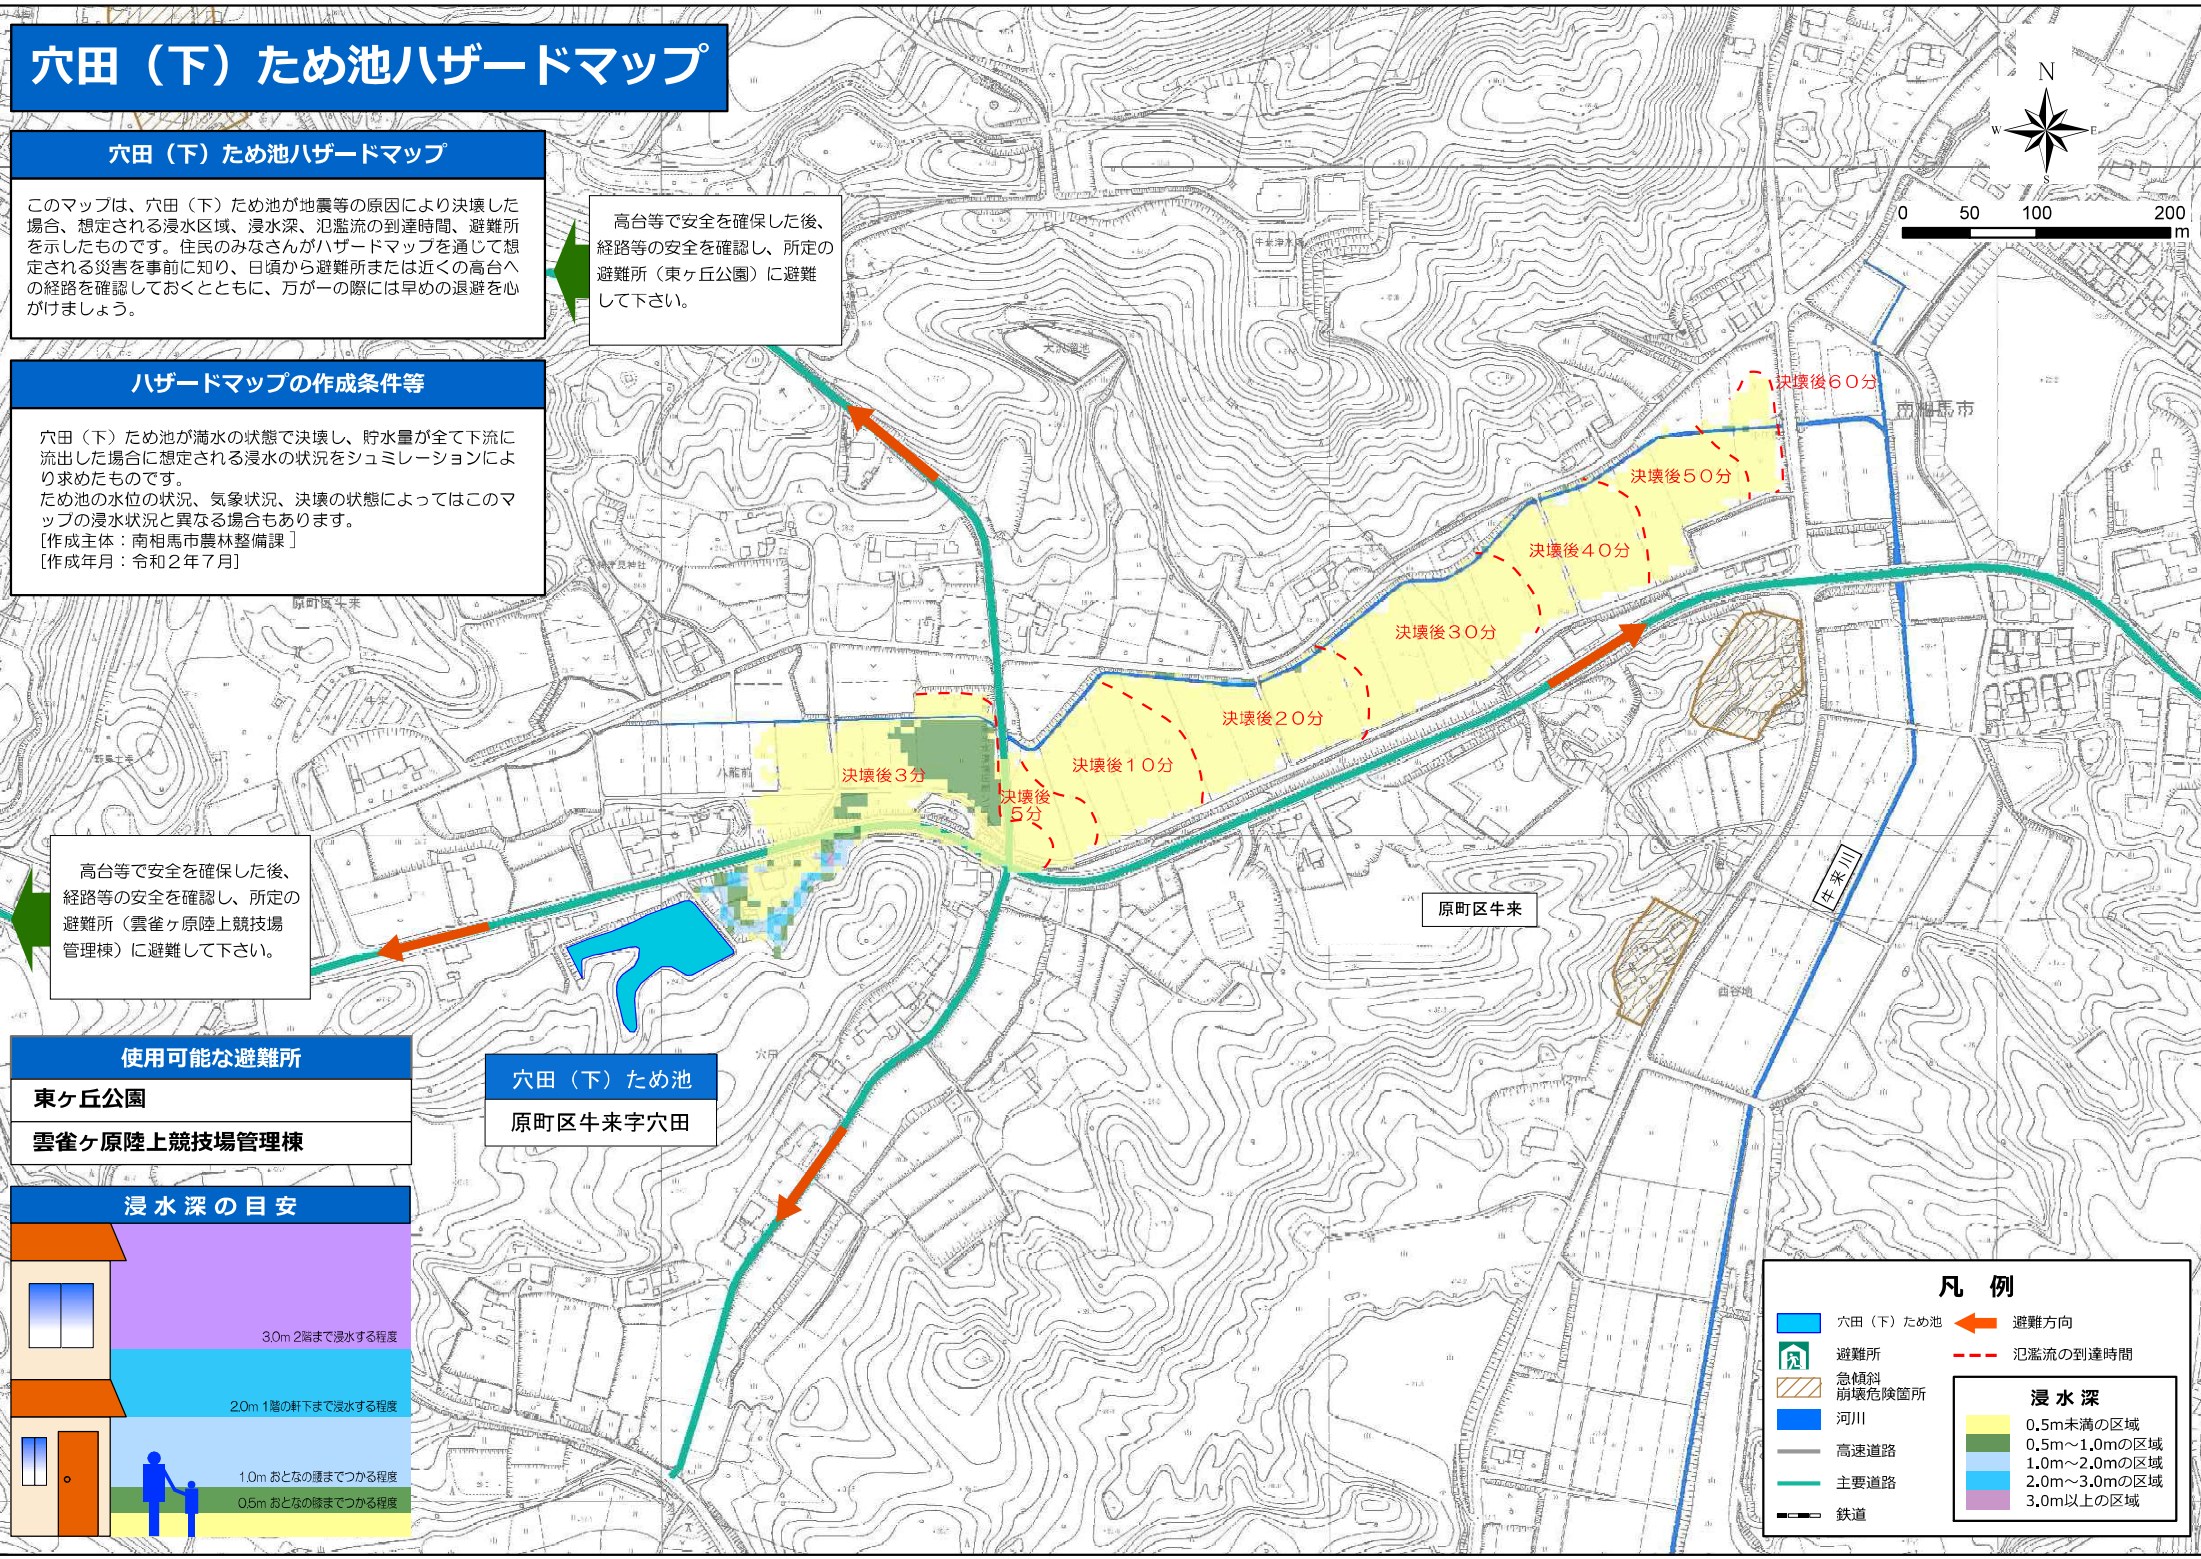 穴田（下）ため池ハザードマップ
穴田（下）ため池ハザードマップ
このマップは、穴田（下）ため池が地震等の原因により決壊した
場合、想定される浸水区域、浸水深、氾濫流の到達時間、避難所
を示したものです。住民のみなさんがハザードマップを通じて想
定される災害を事前に知り、日頃から避難所または近くの高台へ
の経路を確認しておくとともに、万が一の際には早めの退避を心
がけましょう。
高台等で安全を確保した後、
経路等の安全を確認し、所定の
避難所（東ヶ丘公園）に避難
して下さい。
N
W
E
S
0 50 100 200
m
ハザードマップの作成条件等
穴田（下）ため池が満水の状態で決壊し、貯水量が全て下流に
流出した場合に想定される浸水の状況をシュミレーションによ
り求めたものです。
ため池の水位の状況、気象状況、決壊の状態によってはこのマ
ップの浸水状況と異なる場合もあります。
[作成主体：南相馬市農林整備課]
[作成年月：令和２年７月]
大沢溜池
決壊後６０分
南相馬市
決壊後５０分
決壊後４０分
決壊後３０分
決壊後２０分
決壊後１０分
決壊後３分
決壊後
５分
原町区牛来
八龍前
牛来川
原町区牛来
西谷地
穴田
高台等で安全を確保した後、
経路等の安全を確認し、所定の
避難所（雲雀ヶ原陸上競技場
管理棟）に避難して下さい。
使用可能な避難所
東ヶ丘公園
雲雀ヶ原陸上競技場管理棟
穴田（下）ため池
原町区牛来字穴田
浸水深の目安
3.0m 2階まで浸水する程度
2.0m 1階の軒下まで浸水する程度
1.0m おとなの腰までつかる程度
0.5m おとなの膝までつかる程度
凡 例
穴田（下）ため池
避難方向
避難所
氾濫流の到達時間
急傾斜
崩壊危険箇所
河川
高速道路
主要道路
鉄道
浸水深
0.5m未満の区域
0.5m～1.0mの区域
1.0m～2.0mの区域
2.0m～3.0mの区域
3.0m以上の区域